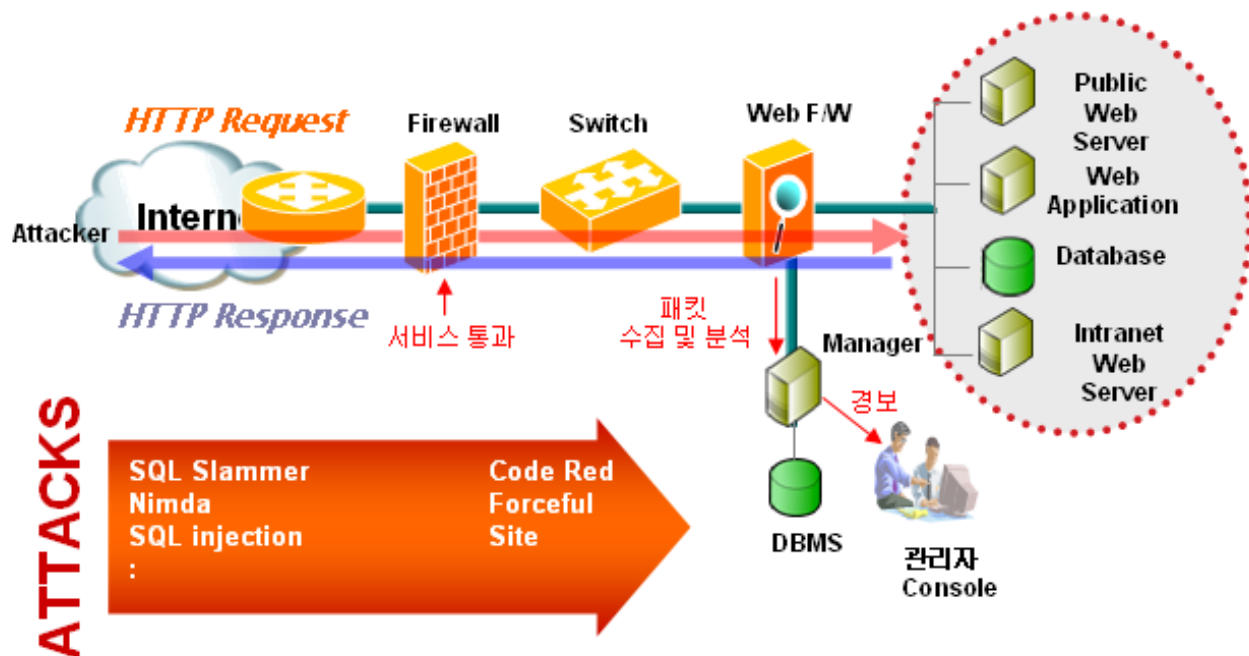 HTTP Request
Firewall
Switch
Web F/W
Public
Web
Server
Web
Application
Database
Intranet
Web
Server
Attacker
Interne
HTTP Response
서비스 통과
패킷
수집 및 분석
Manager
경보
DBMS
관리자
Console
ATTACKS
SQL Slammer
Code Red
Nimda
Forceful
SQL injection
Site
: